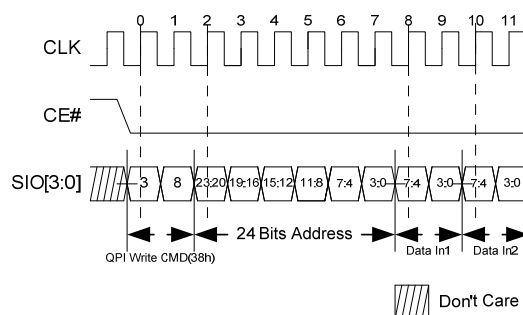 0 1 2 3 4 5 6 7 8 9 10 11
CLK
CE#
SIO[3:0] 3 8 23:20 19:16 15:12 11:8 7:4 3:0 7:4 3:0 7:4 3:0
24 Bits Address
QPI Write CMD(38h) Data In1 Data In2
Don't Care